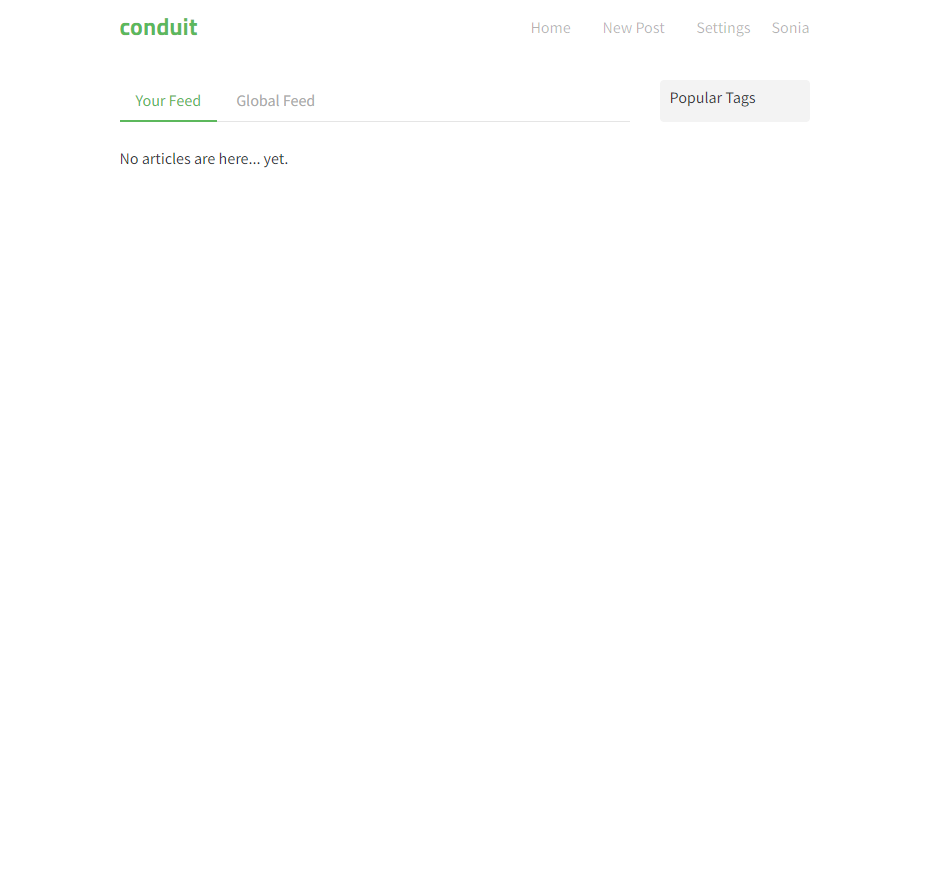 conduit
Home New Post Settings Sonia
Your Feed Global Feed
Popular Tags
No articles are here... yet.